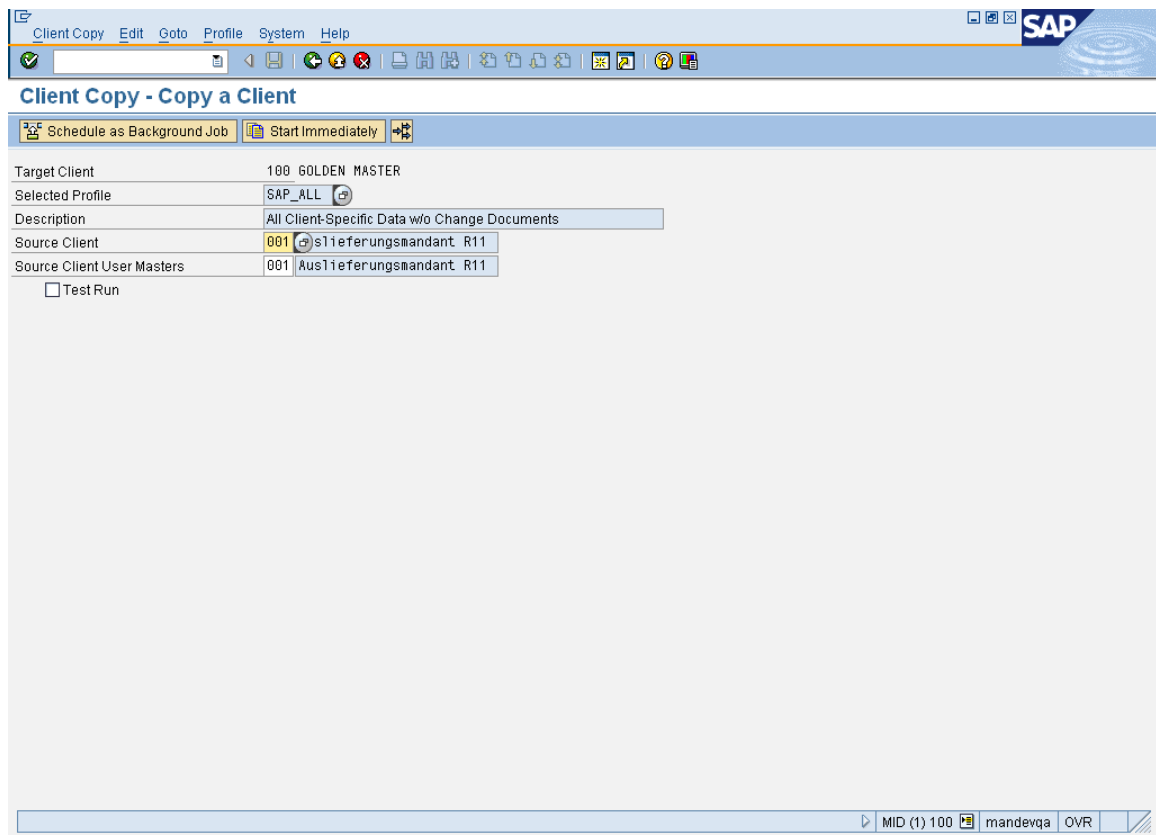 Client Copy Edit Goto Profile System Help
SAP
Client Copy - Copy a Client
Schedule as Background Job Start Immediately
Target Client 100 GOLDEN MASTER
Selected Profile SAP_ALL
Description All Client-Specific Data w/o Change Documents
Source Client 001 slieferungsmandant R11
Source Client User Masters 001 Auslieferungsmandant R11
Test Run
MID (1) 100 mandevqa OVR